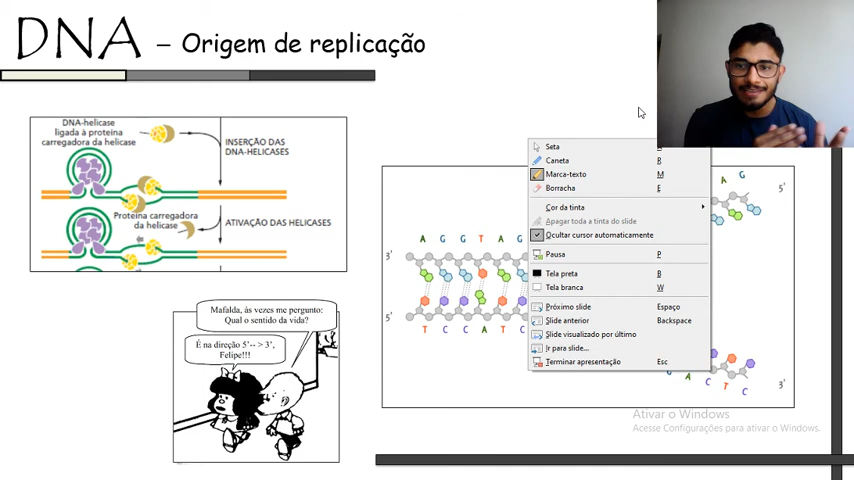 DNA – Origem de replicação
DNA-helicase
ligada à proteína
carregadora da helicase
INSERÇÃO DAS
DNA-HELICASES
Proteína carregadora
da helicase
ATIVAÇÃO DAS HELICASES
Mafalda, às vezes me pergunto:
Qual o sentido da vida?
É na direção 5'-- > 3',
Felipe!!!
3'
A G G T A G
5'
T C C A T C
A G
5'
G A C T C
3'
Seta
Caneta R
Marca-texto M
Borracha E
Cor da tinta
Apagar toda a tinta do slide
Ocultar cursor automaticamente
Pausa P
Tela preta B
Tela branca W
Próximo slide Espaço
Slide anterior Backspace
Slide visualizado por último
Ir para slide...
Terminar apresentação Esc
Ativar o Windows
Acesse Configurações para ativar o Windows.